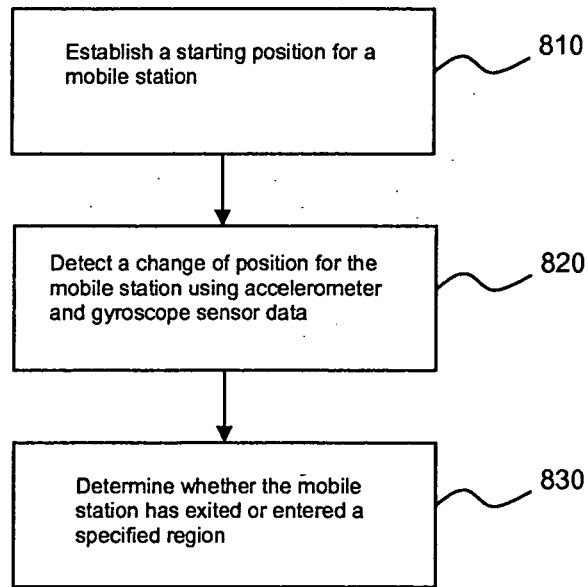 Establish a starting position for a
mobile station
810
Detect a change of position for the
mobile station using accelerometer
and gyroscope sensor data
820
Determine whether the mobile
station has exited or entered a
specified region
830